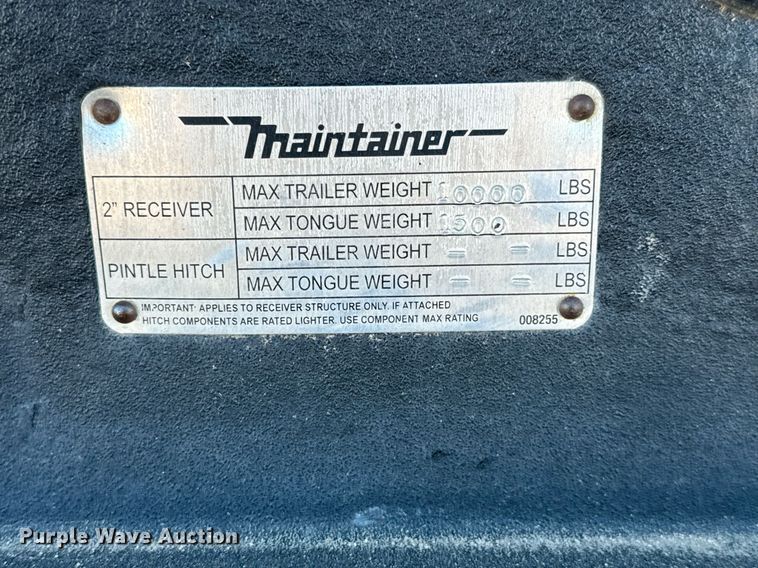 Maintainer
2" RECEIVER
MAX TRAILER WEIGHT 10000 LBS
MAX TONGUE WEIGHT 1500 LBS
PINTLE HITCH
MAX TRAILER WEIGHT - - LBS
MAX TONGUE WEIGHT - - LBS
IMPORTANT: APPLIES TO RECEIVER STRUCTURE ONLY. IF ATTACHED
HITCH COMPONENTS ARE RATED LIGHTER. USE COMPONENT MAX RATING 008255
Purple Wave Auction